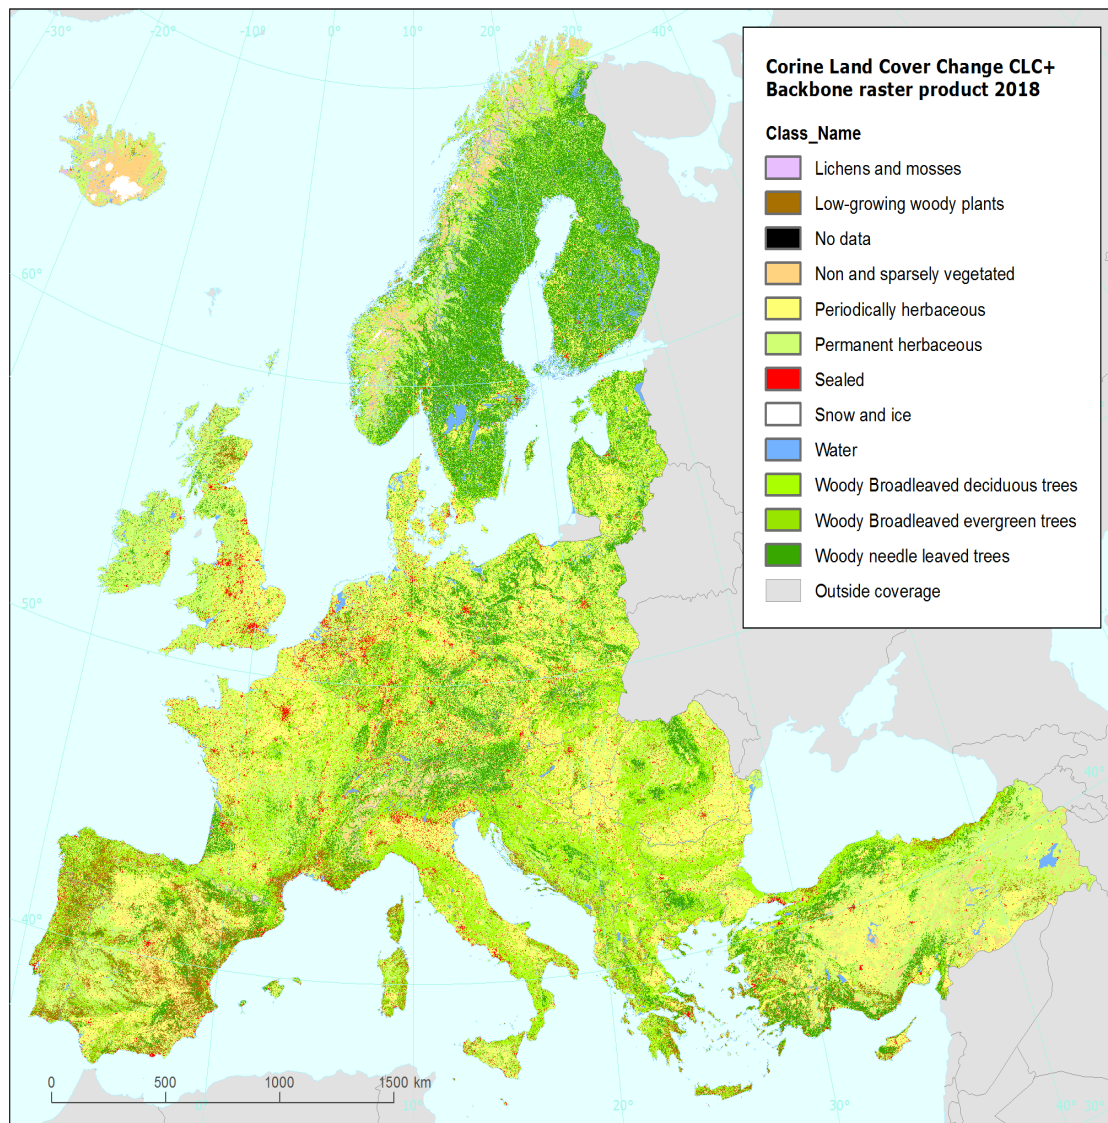 -30°
-20°
-10°
0°
10°
20°
30°
40°
Corine Land Cover Change CLC+
Backbone raster product 2018
Class_Name
Lichens and mosses
Low-growing woody plants
No data
Non and sparsely vegetated
Periodically herbaceous
Permanent herbaceous
Sealed
Snow and ice
Water
Woody Broadleaved deciduous trees
Woody Broadleaved evergreen trees
Woody needle leaved trees
Outside coverage
60°
50°
40°
40°
0 500 1000 1500 km
0°
10°
20°
30°
40°
30°